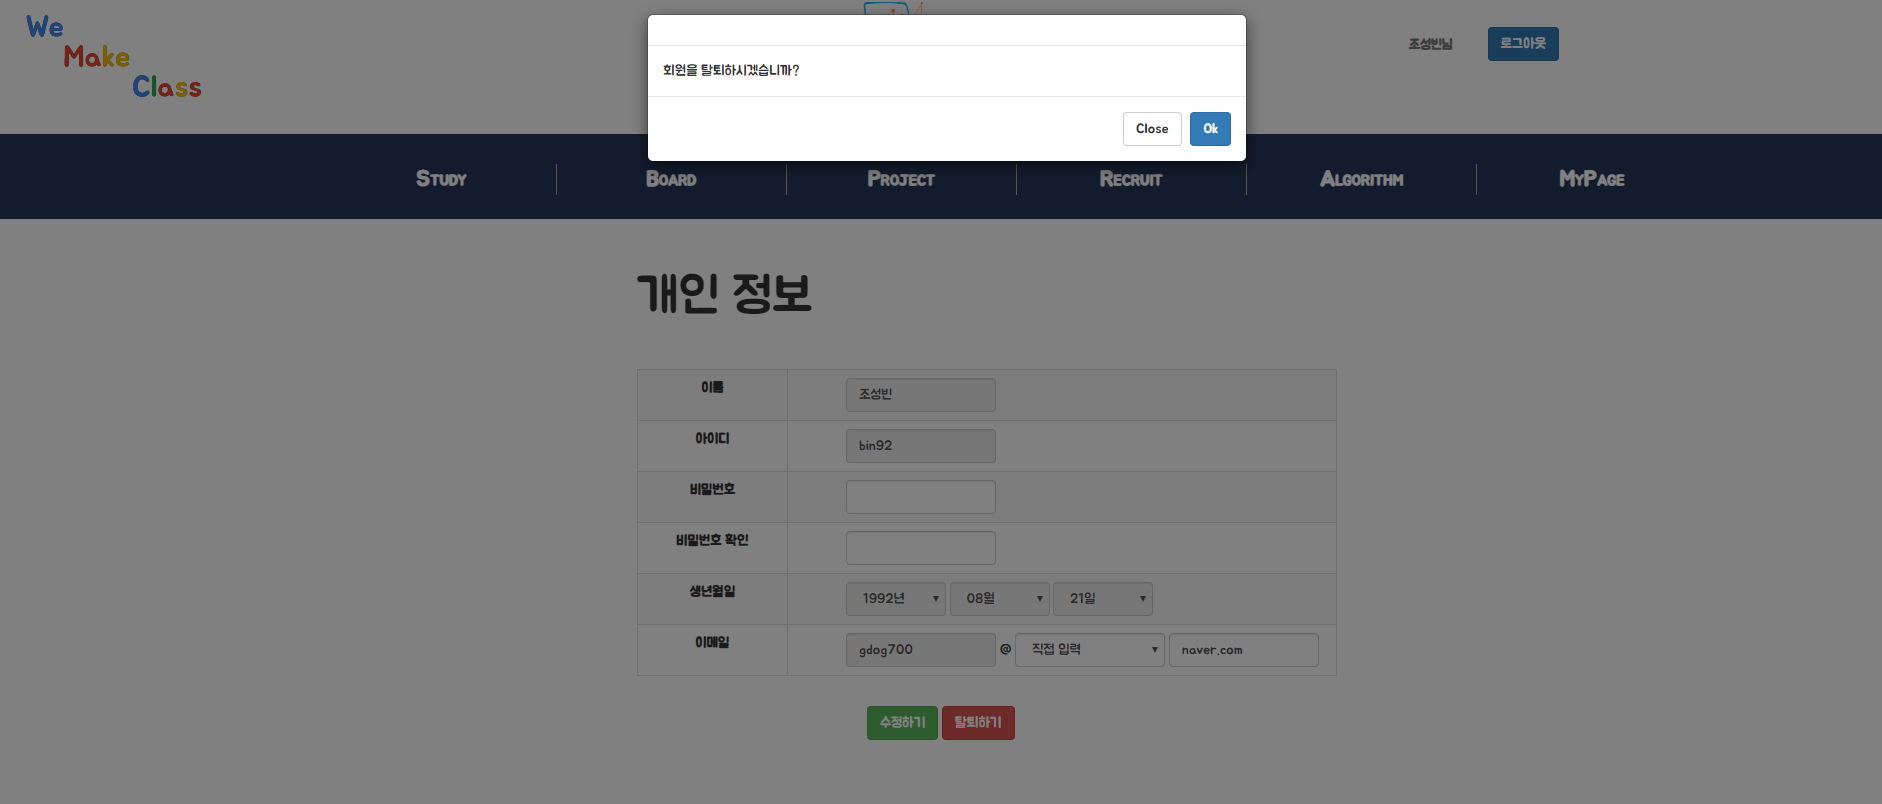 We
Make
Class
조성빈님
로그아웃
회원을 탈퇴하시겠습니까?
Close
Ok
Study
Board
Project
Recruit
Algorithm
MyPage
개인 정보
이름
조성빈
아이디
bin92
비밀번호
비밀번호 확인
생년월일
1992년
08월
21일
이메일
gdog700
@
직접 입력
naver.com
수정하기
탈퇴하기